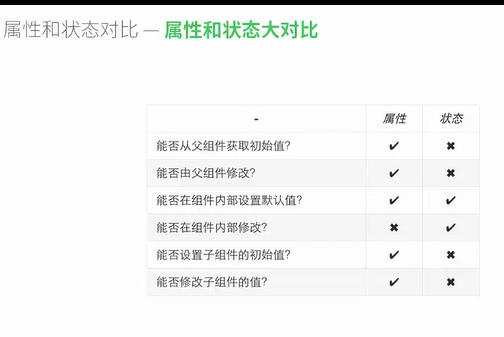 属性和状态对比 — 属性和状态大对比
- 属性 状态
能否从父组件获取初始值? ✔ ✖
能否由父组件修改? ✔ ✖
能否在组件内部设置默认值? ✔ ✔
能否在组件内部修改? ✖ ✔
能否设置子组件的初始值? ✔ ✖
能否修改子组件的值? ✔ ✖